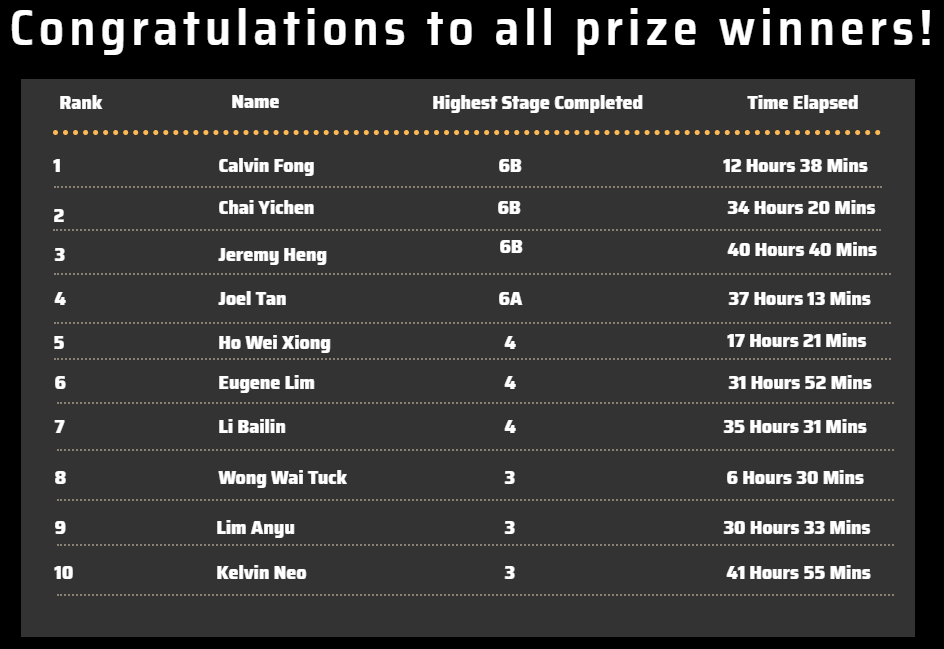 Congratulations to all prize winners!
Rank Name Highest Stage Completed Time Elapsed
1 Calvin Fong 6B 12 Hours 38 Mins
2 Chai Yichen 6B 34 Hours 20 Mins
3 Jeremy Heng 6B 40 Hours 40 Mins
4 Joel Tan 6A 37 Hours 13 Mins
5 Ho Wei Xiong 4 17 Hours 21 Mins
6 Eugene Lim 4 31 Hours 52 Mins
7 Li Bailin 4 35 Hours 31 Mins
8 Wong Wai Tuck 3 6 Hours 30 Mins
9 Lim Anyu 3 30 Hours 33 Mins
10 Kelvin Neo 3 41 Hours 55 Mins